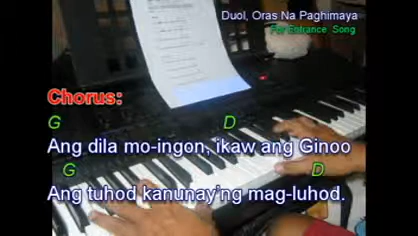 Duol, Oras Na Paghimaya
For Entrance Song
Chorus:
G D
Ang dila mo-ingon, ikaw ang Ginoo
G D
Ang tuhod kanunay'ng mag-luhod.